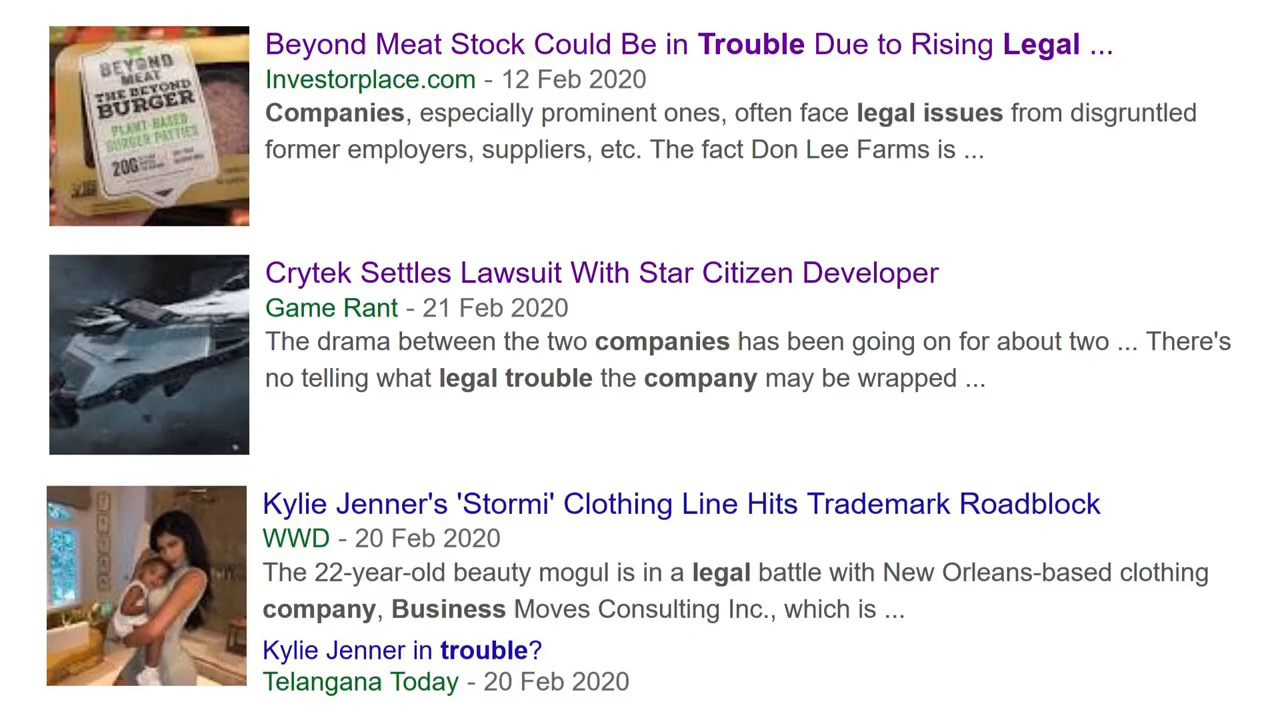 BEYOND
MEAT
THE BEYOND
BURGER
PLANT-BASED
BURGER PATTIES
20G
Beyond Meat Stock Could Be in Trouble Due to Rising Legal ...
Investorplace.com - 12 Feb 2020
Companies, especially prominent ones, often face legal issues from disgruntled
former employers, suppliers, etc. The fact Don Lee Farms is ...
Crytek Settles Lawsuit With Star Citizen Developer
Game Rant - 21 Feb 2020
The drama between the two companies has been going on for about two ... There's
no telling what legal trouble the company may be wrapped ...
Kylie Jenner's 'Stormi' Clothing Line Hits Trademark Roadblock
WWD - 20 Feb 2020
The 22-year-old beauty mogul is in a legal battle with New Orleans-based clothing
company, Business Moves Consulting Inc., which is ...
Kylie Jenner in trouble?
Telangana Today - 20 Feb 2020